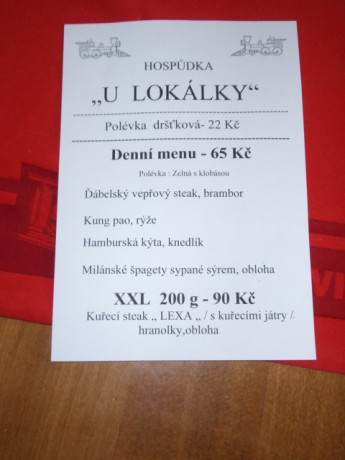 HOSPŮDKA
„U LOKÁLKY“
Polévka dršťková- 22 Kč
Denní menu - 65 Kč
Polévka : Zelná s klobásou
Ďábelský vepřový steak, brambor
Kung pao, rýže
Hamburská kýta, knedlík
Milánské špagety sypané sýrem, obloha
XXL 200 g - 90 Kč
Kuřecí steak „ LEXA „ / s kuřecími játry /
hranolky,obloha